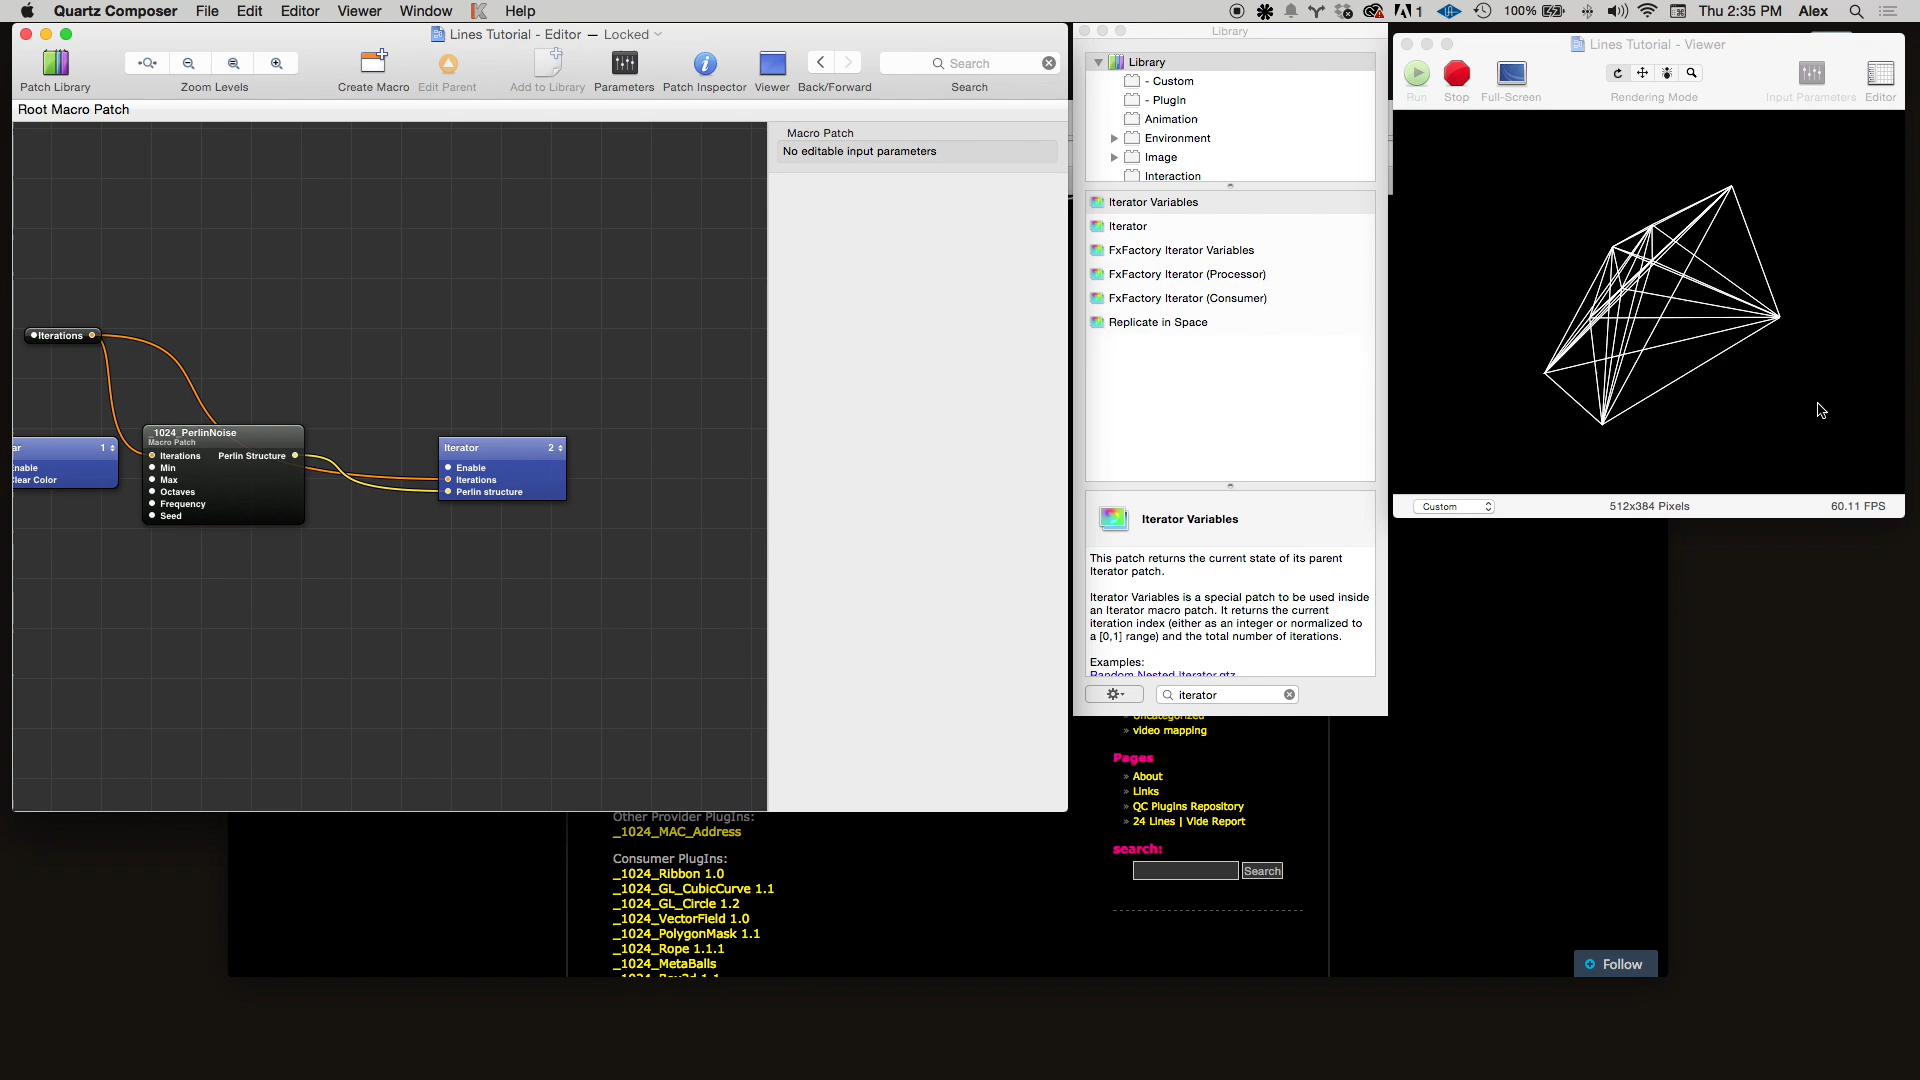 Quartz Composer File Edit Editor Viewer Window Help
1 100% Thu 2:35 PM Alex
Lines Tutorial - Editor — Locked
Patch Library
Zoom Levels
Create Macro
Edit Parent
Add to Library
Parameters
Patch Inspector
Viewer
Back/Forward
Search
Search
Root Macro Patch
Macro Patch
No editable input parameters
Iterations
ar 1
nable
Clear Color
_1024_PerlinNoise
Macro Patch
Iterations Perlin Structure
Min
Max
Octaves
Frequency
Seed
Iterator 2
Enable
Iterations
Perlin structure
Library
Library
- Custom
- PlugIn
Animation
Environment
Image
Interaction
Iterator Variables
Iterator
FxFactory Iterator Variables
FxFactory Iterator (Processor)
FxFactory Iterator (Consumer)
Replicate in Space
Iterator Variables
This patch returns the current state of its parent
Iterator patch.
Iterator Variables is a special patch to be used inside
an Iterator macro patch. It returns the current
iteration index (either as an integer or normalized to
a [0,1] range) and the total number of iterations.
Examples:
Random Nested Iterator.qtz
iterator
Lines Tutorial - Viewer
Run
Stop
Full-Screen
Rendering Mode
Input Parameters
Editor
Custom
512x384 Pixels
60.11 FPS
Other Provider PlugIns:
_1024_MAC_Address
Consumer PlugIns:
_1024_Ribbon 1.0
_1024_GL_CubicCurve 1.1
_1024_GL_Circle 1.2
_1024_VectorField 1.0
_1024_PolygonMask 1.1
_1024_Rope 1.1.1
_1024_MetaBalls
» Uncategorized
» video mapping
Pages
» About
» Links
» QC Plugins Repository
» 24 Lines | Vide Report
search:
Search
Follow